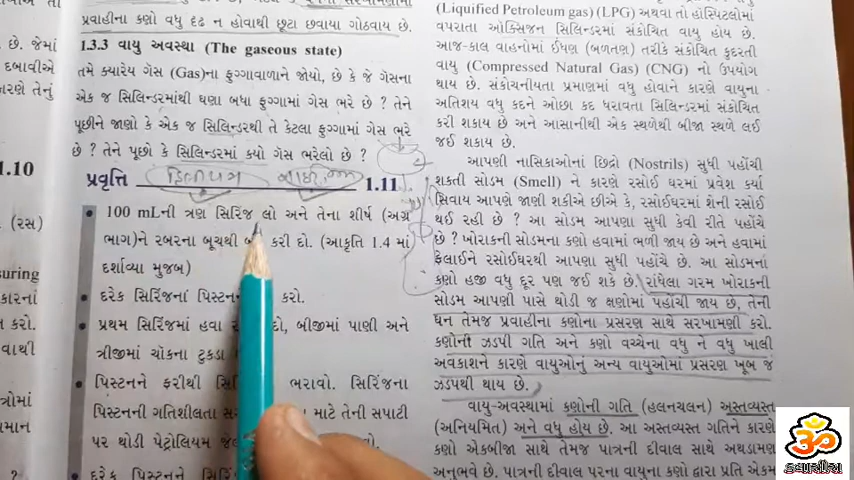 પ્રવાહીના કણો વધુ દૃઢ ન હોવાથી છૂટા છવાયા ગોઠવાય છે.
1.3.3 વાયુ અવસ્થા (The gaseous state)
તમે ક્યારેય ગૅસ (Gas)ના ફુગ્ગાવાળાને જોયો, છે કે જે ગેસના
એક જ સિલિન્ડરમાંથી ઘણા બધા ફુગ્ગામાં ગેસ ભરે છે ? તેને
પૂછીને જાણો કે એક જ સિલિન્ડરથી તે કેટલા ફુગ્ગામાં ગેસ ભરે
છે ? તેને પૂછો કે સિલિન્ડરમાં કયો ગેસ ભરેલો છે ?
પ્રવૃત્તિ 1.11
100 mLની ત્રણ સિરિંજ લો અને તેના શીર્ષ (અગ્ર
ભાગ)ને રબરના બૂચથી કરી દો. (આકૃતિ 1.4 માં
દર્શાવ્યા મુજબ)
દરેક સિરિંજનાં પિસ્ટન કરો.
પ્રથમ સિરિંજમાં હવા દો, બીજીમાં પાણી અને
ત્રીજીમાં ચૉકના ટુકડા
પિસ્ટનને ફરીથી ભરાવો. સિરિંજના
પિસ્ટનની ગતિશીલતા માટે તેની સપાટી
પર થોડી પેટ્રોલિયમ
દરેક પિસ્ટનને
(Liquified Petroleum gas) (LPG) અથવા તો હોસ્પિટલોમાં
વપરાતા ઓક્સિજન સિલિન્ડરમાં સંકોચિત વાયુ હોય છે.
આજ-કાલ વાહનોમાં ઈંધણ (બળતણ) તરીકે સંકોચિત કુદરતી
વાયુ (Compressed Natural Gas) (CNG) નો ઉપયોગ
થાય છે. સંકોચનીયતા પ્રમાણમાં વધુ હોવાને કારણે વાયુના
અતિશય વધુ કદને ઓછા કદ ધરાવતા સિલિન્ડરમાં સંકોચિત
કરી શકાય છે અને આસાનીથી એક સ્થળેથી બીજા સ્થળે લઈ
જઈ શકાય છે.
આપણી નાસિકાઓનાં છિદ્રો (Nostrils) સુધી પહોંચી
શકતી સોડમ (Smell) ને કારણે રસોઈ ઘરમાં પ્રવેશ કર્યા
સિવાય આપણે જાણી શકીએ છીએ કે, રસોઈઘરમાં શેની રસોઈ
થઈ રહી છે ? આ સોડમ આપણા સુધી કેવી રીતે પહોંચે
છે ? ખોરાકની સોડમના કણો હવામાં ભળી જાય છે અને હવામાં
ફેલાઈને રસોઈઘરથી આપણા સુધી પહોંચે છે. આ સોડમનાં
કણો હજી વધુ દૂર પણ જઈ શકે છે. રાંધેલા ગરમ ખોરાકની
સોડમ આપણી પાસે થોડી જ ક્ષણોમાં પહોંચી જાય છે, તેની
ઘન તેમજ પ્રવાહીના કણોના પ્રસરણ સાથે સરખામણી કરો.
કણોની ઝડપી ગતિ અને કણો વચ્ચેના વધુ ને વધુ ખાલી
અવકાશને કારણે વાયુઓનું અન્ય વાયુઓમાં પ્રસરણ ખૂબ જ
ઝડપથી થાય છે.
વાયુ-અવસ્થામાં કણોની ગતિ (હલનચલન) અસ્તવ્યસ્ત
(અનિયમિત) અને વધુ હોય છે. આ અસ્તવ્યસ્ત ગતિને કારણે
કણો એકબીજા સાથે તેમજ પાત્રની દીવાલ સાથે અથડામણ
અનુભવે છે. પાત્રની દીવાલ પરના વાયુના કણો દ્વારા પ્રતિ એકમ
છે. જેમાં
દબાવીએ
તેનું
1.10
(રસ)
suring
કારનાં
કરો.